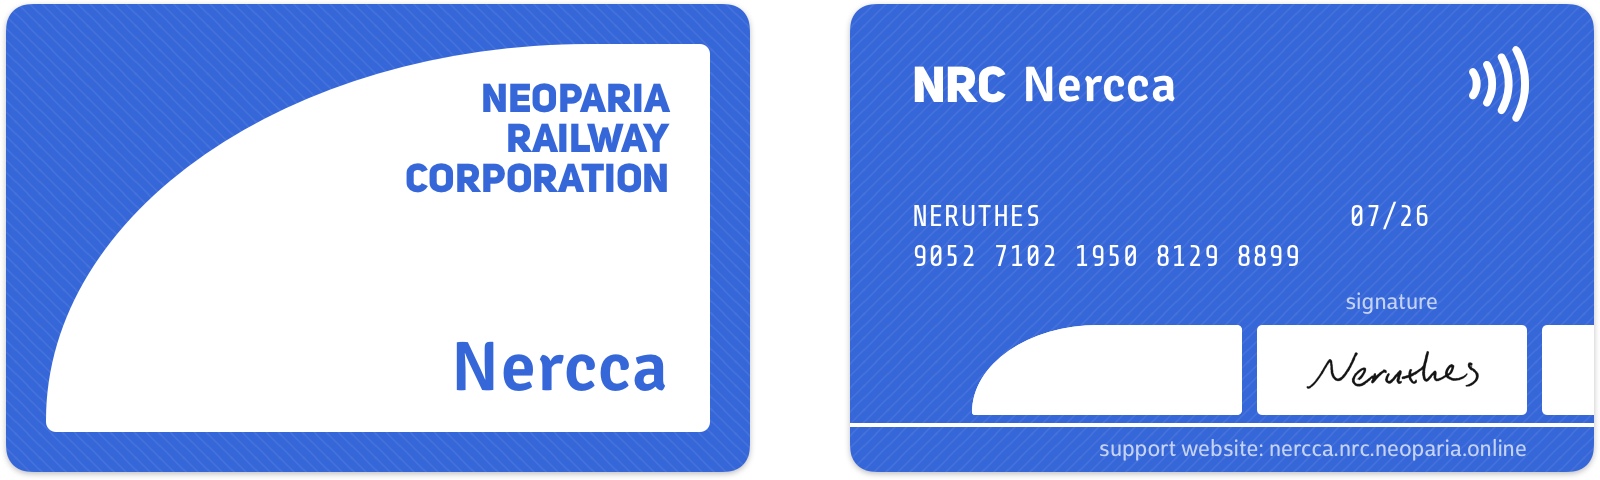 NEOPARIA
RAILWAY
CORPORATION
Nercca
NRC Nercca
NERUTHES 07/26
9052 7102 1950 8129 8899
signature
Neruthes
support website: nercca.nrc.neoparia.online